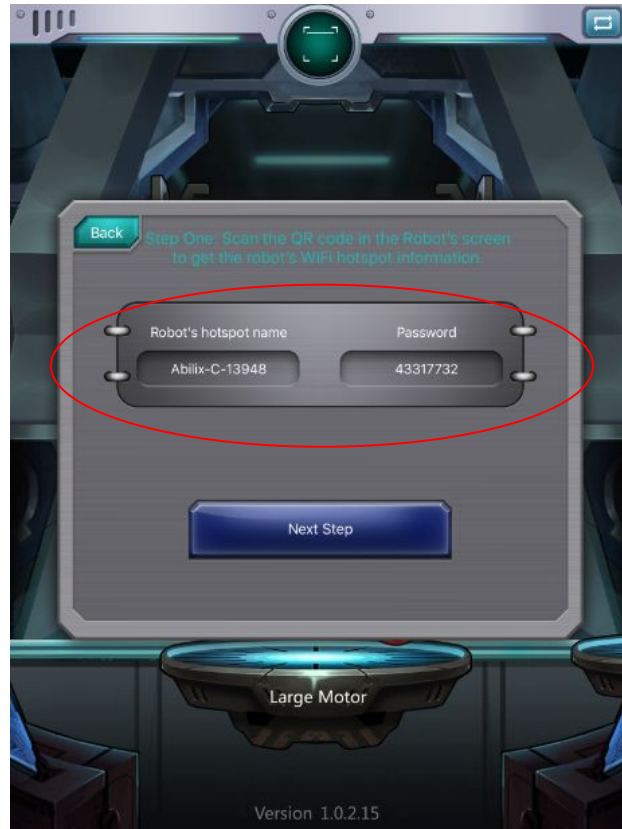 Back
Step One: Scan the QR code in the Robot's screen
to get the robot's WiFi hotspot information.
Robot's hotspot name Password
Abilix-C-13948 43317732
Next Step
Large Motor
Version 1.0.2.15